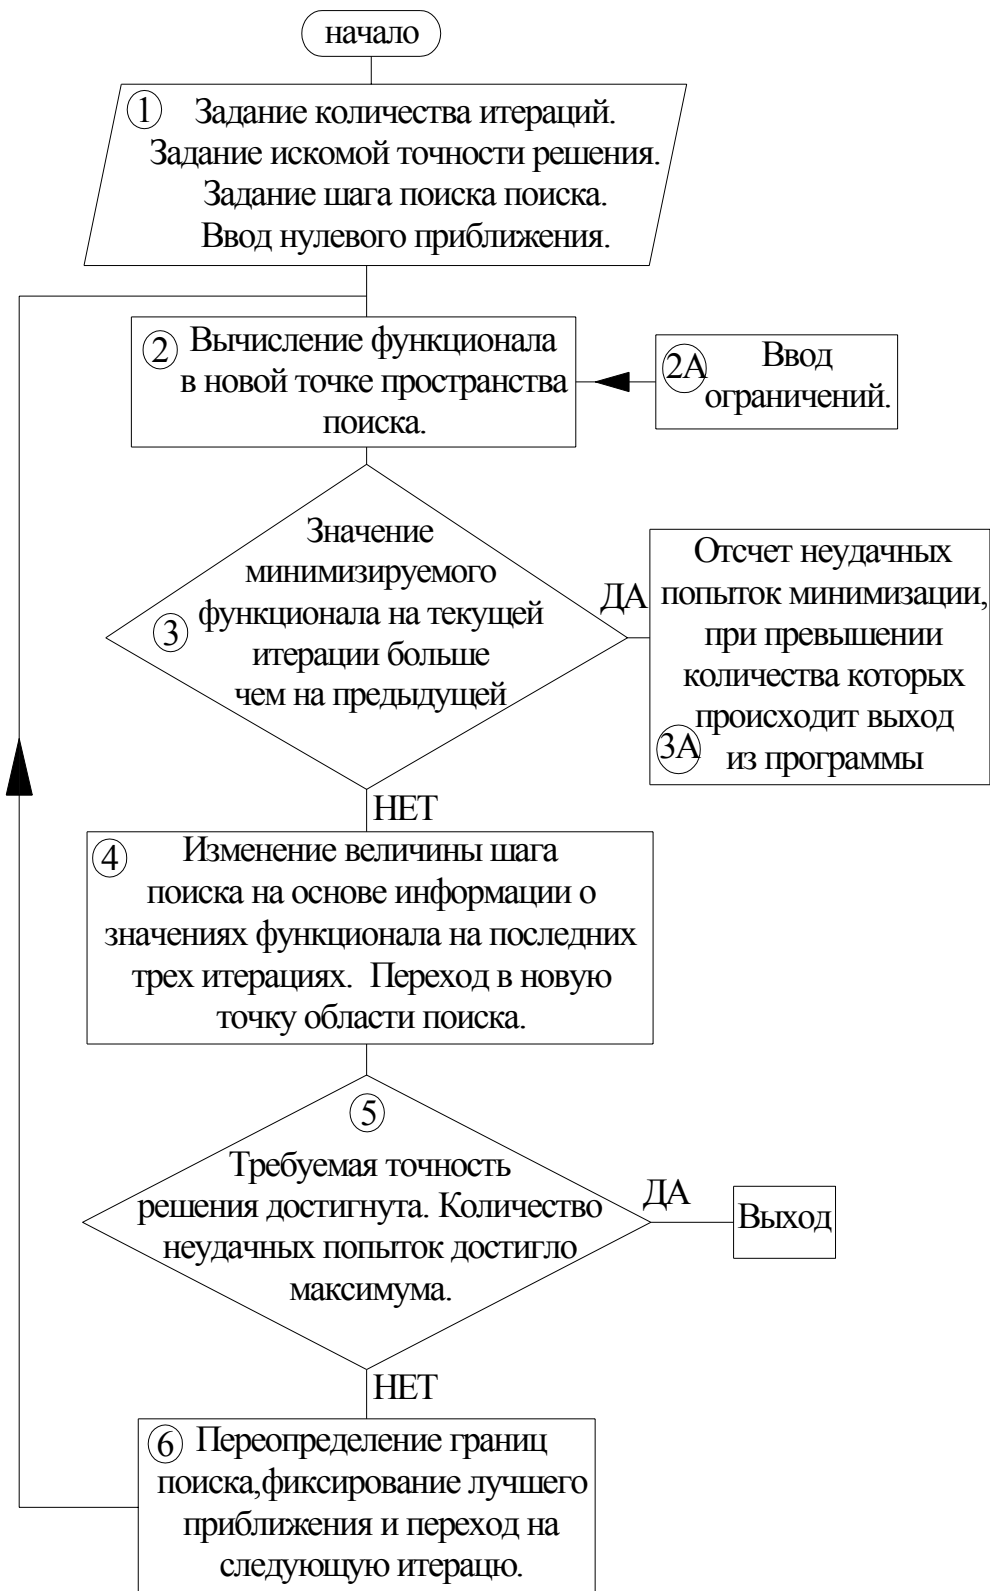 начало
1 Задание количества итераций.
Задание искомой точности решения.
Задание шага поиска поиска.
Ввод нулевого приближения.
2 Вычисление функционала
в новой точке пространства
поиска.
2А Ввод
ограничений.
Значение
минимизируемого
3 функционала на текущей
итерации больше
чем на предыдущей
ДА
Отсчет неудачных
попыток минимизации,
при превышении
количества которых
происходит выход
3А из программы
НЕТ
4 Изменение величины шага
поиска на основе информации о
значениях функционала на последних
трех итерациях. Переход в новую
точку области поиска.
5
Требуемая точность
решения достигнута. Количество
неудачных попыток достигло
максимума.
ДА
Выход
НЕТ
6 Переопределение границ
поиска,фиксирование лучшего
приближения и переход на
следующую итерацю.